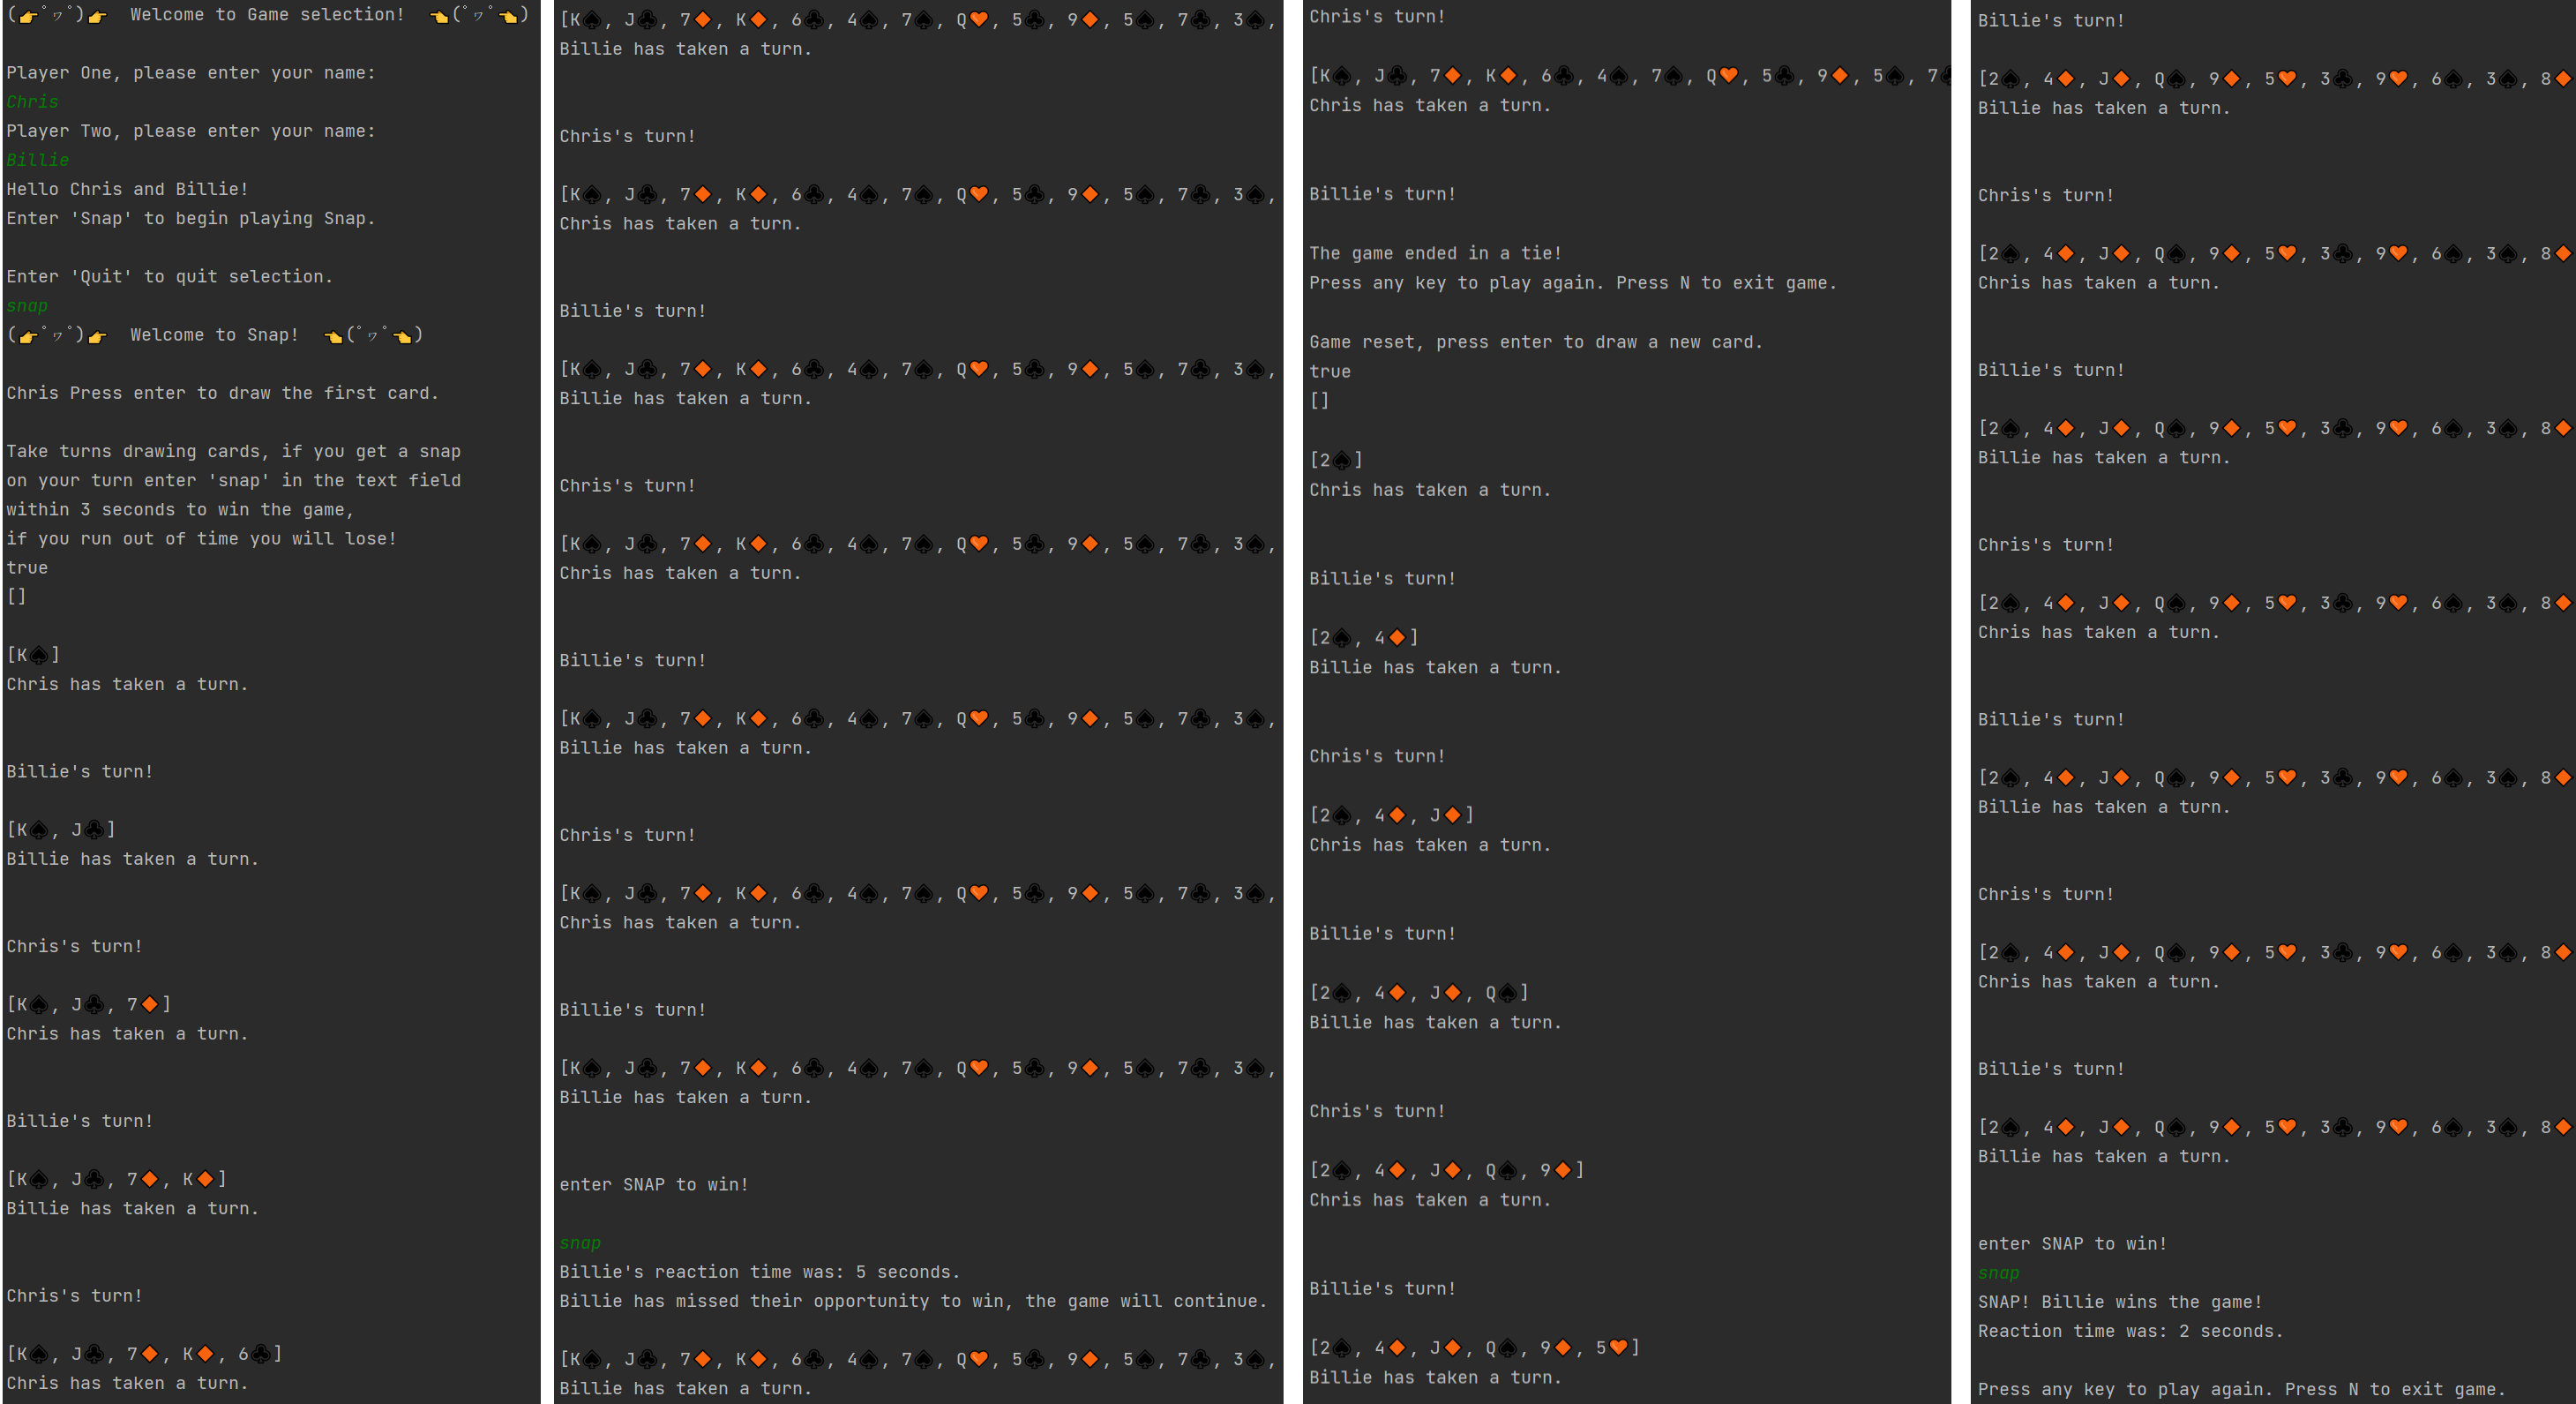 (👉ﾟヮﾟ)👉  Welcome to Game selection!  👈(ﾟヮﾟ👈)
Player One, please enter your name:
Chris
Player Two, please enter your name:
Billie
Hello Chris and Billie!
Enter 'Snap' to begin playing Snap.
Enter 'Quit' to quit selection.
snap
(👉ﾟヮﾟ)👉  Welcome to Snap!  👈(ﾟヮﾟ👈)
Chris Press enter to draw the first card.
Take turns drawing cards, if you get a snap
on your turn enter 'snap' in the text field
within 3 seconds to win the game,
if you run out of time you will lose!
true
[]
[K♠]
Chris has taken a turn.
Billie's turn!
[K♠, J♣]
Billie has taken a turn.
Chris's turn!
[K♠, J♣, 7♦]
Chris has taken a turn.
Billie's turn!
[K♠, J♣, 7♦, K♦]
Billie has taken a turn.
Chris's turn!
[K♠, J♣, 7♦, K♦, 6♣]
Chris has taken a turn.
[K♠, J♣, 7♦, K♦, 6♣, 4♠, 7♠, Q♥, 5♣, 9♦, 5♠, 7♣, 3♠,
Billie has taken a turn.
Chris's turn!
[K♠, J♣, 7♦, K♦, 6♣, 4♠, 7♠, Q♥, 5♣, 9♦, 5♠, 7♣, 3♠,
Chris has taken a turn.
Billie's turn!
[K♠, J♣, 7♦, K♦, 6♣, 4♠, 7♠, Q♥, 5♣, 9♦, 5♠, 7♣, 3♠,
Billie has taken a turn.
Chris's turn!
[K♠, J♣, 7♦, K♦, 6♣, 4♠, 7♠, Q♥, 5♣, 9♦, 5♠, 7♣, 3♠,
Chris has taken a turn.
Billie's turn!
[K♠, J♣, 7♦, K♦, 6♣, 4♠, 7♠, Q♥, 5♣, 9♦, 5♠, 7♣, 3♠,
Billie has taken a turn.
Chris's turn!
[K♠, J♣, 7♦, K♦, 6♣, 4♠, 7♠, Q♥, 5♣, 9♦, 5♠, 7♣, 3♠,
Chris has taken a turn.
Billie's turn!
[K♠, J♣, 7♦, K♦, 6♣, 4♠, 7♠, Q♥, 5♣, 9♦, 5♠, 7♣, 3♠,
Billie has taken a turn.
enter SNAP to win!
snap
Billie's reaction time was: 5 seconds.
Billie has missed their opportunity to win, the game will continue.
[K♠, J♣, 7♦, K♦, 6♣, 4♠, 7♠, Q♥, 5♣, 9♦, 5♠, 7♣, 3♠,
Billie has taken a turn.
Chris's turn!
[K♠, J♣, 7♦, K♦, 6♣, 4♠, 7♠, Q♥, 5♣, 9♦, 5♠, 7♣
Chris has taken a turn.
Billie's turn!
The game ended in a tie!
Press any key to play again. Press N to exit game.
Game reset, press enter to draw a new card.
true
[]
[2♠]
Chris has taken a turn.
Billie's turn!
[2♠, 4♦]
Billie has taken a turn.
Chris's turn!
[2♠, 4♦, J♦]
Chris has taken a turn.
Billie's turn!
[2♠, 4♦, J♦, Q♠]
Billie has taken a turn.
Chris's turn!
[2♠, 4♦, J♦, Q♠, 9♦]
Chris has taken a turn.
Billie's turn!
[2♠, 4♦, J♦, Q♠, 9♦, 5♥]
Billie has taken a turn.
Billie's turn!
[2♠, 4♦, J♦, Q♠, 9♦, 5♥, 3♣, 9♥, 6♠, 3♠, 8♦
Billie has taken a turn.
Chris's turn!
[2♠, 4♦, J♦, Q♠, 9♦, 5♥, 3♣, 9♥, 6♠, 3♠, 8♦
Chris has taken a turn.
Billie's turn!
[2♠, 4♦, J♦, Q♠, 9♦, 5♥, 3♣, 9♥, 6♠, 3♠, 8♦
Billie has taken a turn.
Chris's turn!
[2♠, 4♦, J♦, Q♠, 9♦, 5♥, 3♣, 9♥, 6♠, 3♠, 8♦
Chris has taken a turn.
Billie's turn!
[2♠, 4♦, J♦, Q♠, 9♦, 5♥, 3♣, 9♥, 6♠, 3♠, 8♦
Billie has taken a turn.
Chris's turn!
[2♠, 4♦, J♦, Q♠, 9♦, 5♥, 3♣, 9♥, 6♠, 3♠, 8♦
Chris has taken a turn.
Billie's turn!
[2♠, 4♦, J♦, Q♠, 9♦, 5♥, 3♣, 9♥, 6♠, 3♠, 8♦
Billie has taken a turn.
enter SNAP to win!
snap
SNAP! Billie wins the game!
Reaction time was: 2 seconds.
Press any key to play again. Press N to exit game.